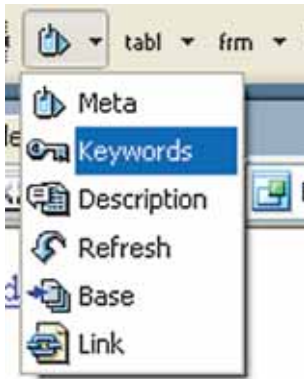 tabl frm
Meta
Keywords
Description
Refresh
Base
Link